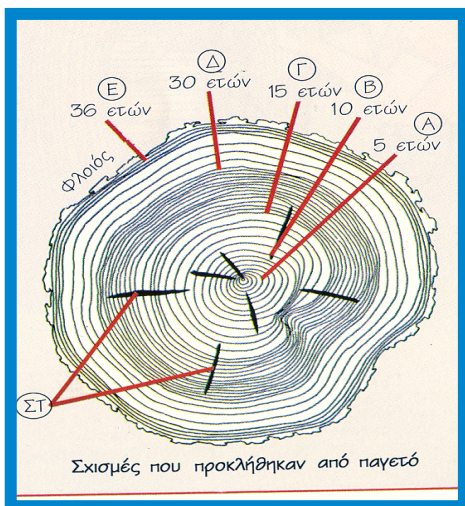 Δ
30 ετών
Ε
36 ετών
Γ
15 ετών
Β
10 ετών
Α
5 ετών
Φλοιός
ΣΤ
Σχισμές που προκλήθηκαν από παγετό